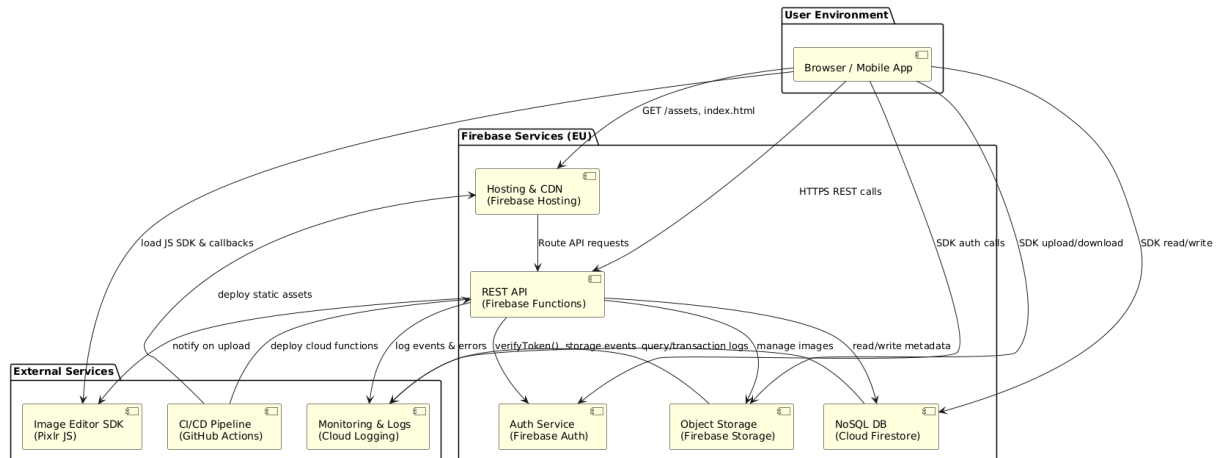 User Environment
Browser / Mobile App
GET /assets, index.html
Firebase Services (EU)
Hosting & CDN
(Firebase Hosting)
HTTPS REST calls
load JS SDK & callbacks
Route API requests
SDK auth calls
SDK upload/download
SDK read/write
REST API
(Firebase Functions)
deploy static assets
notify on upload
deploy cloud functions
log events & errors
verifyToken()
storage events
query/transaction logs
manage images
read/write metadata
External Services
Image Editor SDK
(Pixlr JS)
CI/CD Pipeline
(GitHub Actions)
Monitoring & Logs
(Cloud Logging)
Auth Service
(Firebase Auth)
Object Storage
(Firebase Storage)
NoSQL DB
(Cloud Firestore)